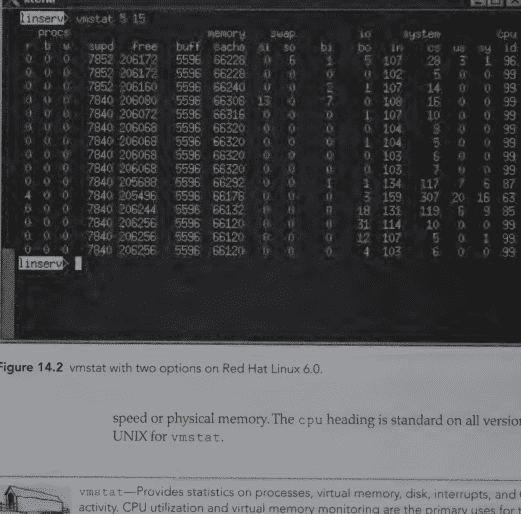 linserv> vmstat 5 15
procs memory swap io system cpu
r b w swpd free buff cache si so bi bo in cs us sy id
0 0 0 7852 206172 5596 66228 0 6 1 5 107 28 3 1 96
0 0 0 7852 206172 5596 66228 0 0 0 0 102 5 0 0 99
0 0 0 7852 206160 5596 66240 0 0 2 1 107 14 0 0 99
0 0 0 7840 206080 5596 66308 13 0 7 0 108 16 0 0 99
0 0 0 7840 206072 5596 66316 0 0 1 107 10 0 0 99
0 0 0 7840 206068 5596 66320 0 0 0 0 104 0 0 99
0 0 0 7840 206068 5596 66320 0 0 0 1 104 5 0 0 99
0 0 0 7840 206068 5596 66320 0 0 0 0 103 6 0 0 99
0 0 0 7840 206068 5596 66320 0 0 0 0 103 7 0 0 99
0 0 0 7840 205688 5596 66292 0 0 1 1 134 117 7 6 87
4 0 0 7840 205496 5596 66176 0 0 0 3 159 307 20 16 63
0 0 7840 206244 5596 66132 0 0 0 18 131 119 6 9 85
0 0 0 7840 206256 5596 66120 0 0 0 31 114 10 0 0 99
0 0 0 7840 206256 5596 66120 0 0 0 12 107 5 0 1 99
0 0 0 7840 206256 5596 66120 0 0 0 4 103 6 0 0 99
linserv>
Figure 14.2 vmstat with two options on Red Hat Linux 6.0.
speed or physical memory. The cpu heading is standard on all version
UNIX for vmstat.
vmstat—Provides statistics on processes, virtual memory, disk, interrupts, and
activity. CPU utilization and virtual memory monitoring are the primary uses for